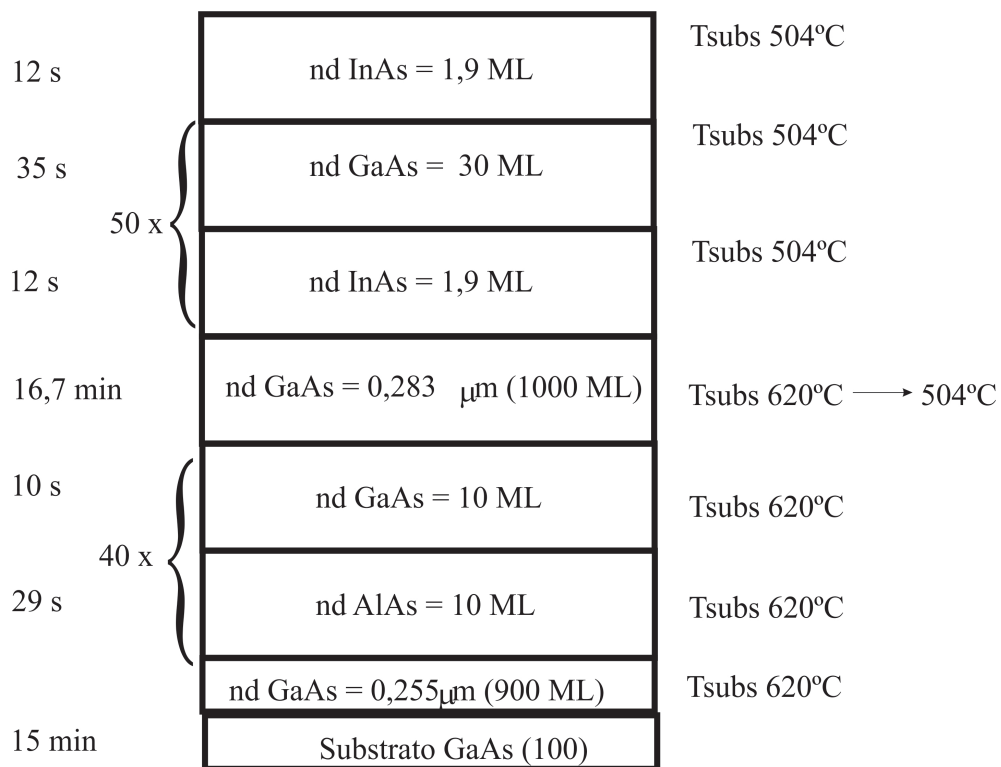 Tsubs 504ºC
12 s
nd InAs = 1,9 ML
Tsubs 504ºC
35 s
nd GaAs = 30 ML
50 x
Tsubs 504ºC
12 s
nd InAs = 1,9 ML
16,7 min
nd GaAs = 0,283 μm (1000 ML)
Tsubs 620ºC → 504ºC
10 s
nd GaAs = 10 ML
Tsubs 620ºC
40 x
29 s
nd AlAs = 10 ML
Tsubs 620ºC
nd GaAs = 0,255μm (900 ML)
Tsubs 620ºC
15 min
Substrato GaAs (100)